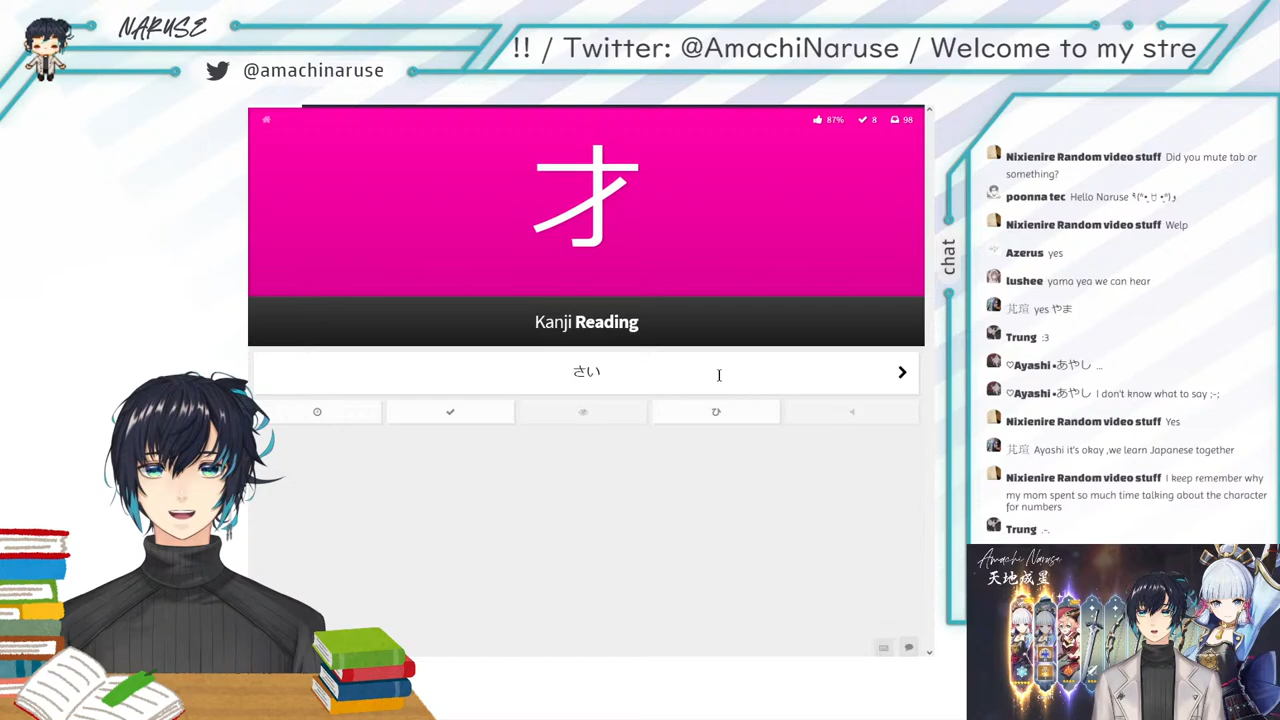 NARUSE
@amachinaruse
!! / Twitter: @AmachiNaruse / Welcome to my stre
87% 8 98
才
Kanji Reading
さい
ひ
chat
Nixienire Random video stuff Did you mute tab or
something?
poonna tec Hello Naruse
Nixienire Random video stuff Welp
Azerus yes
lushee yama yea we can hear
芃瑄 yes やま
Trung :3
♡Ayashi •あやし ...
♡Ayashi •あやし I don't know what to say ;-;
Nixienire Random video stuff Yes
芃瑄 Ayashi it's okay ,we learn Japanese together
Nixienire Random video stuff I keep remember why
my mom spent so much time talking about the character
for numbers
Trung .-.
Amachi Naruse
天地成星